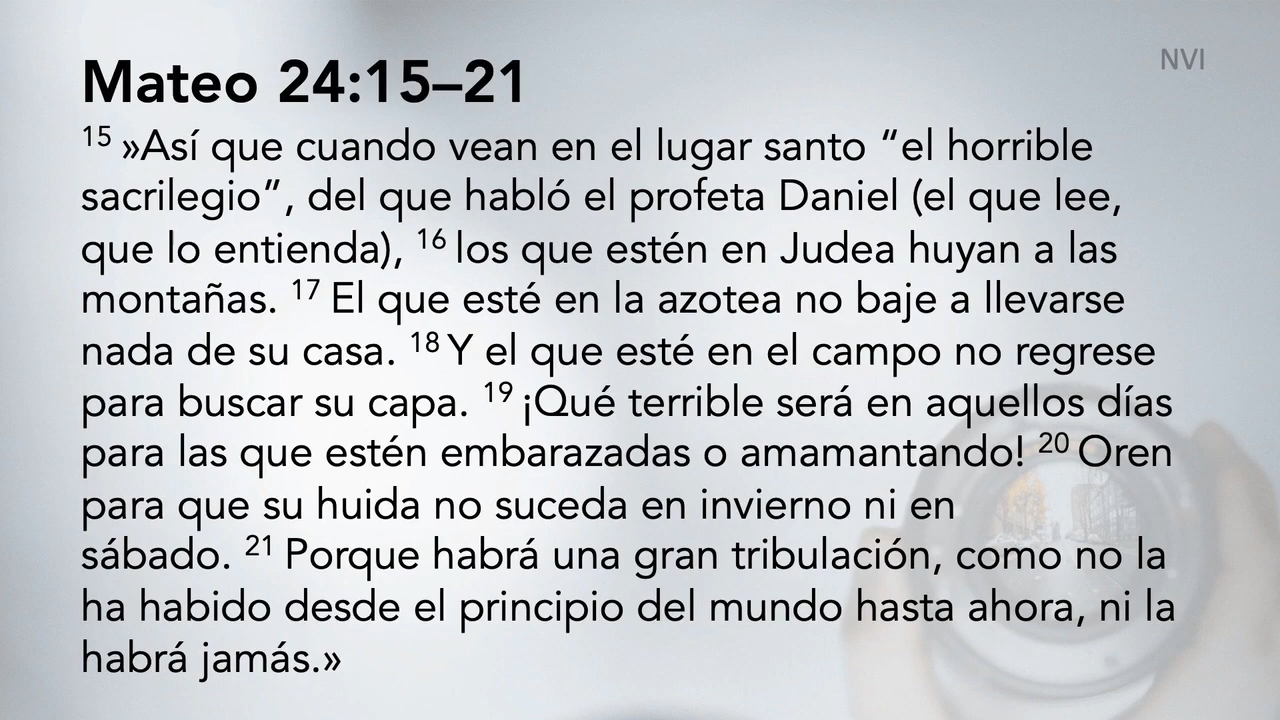 NVI
Mateo 24:15–21
15 »Así que cuando vean en el lugar santo “el horrible
sacrilegio”, del que habló el profeta Daniel (el que lee,
que lo entienda), 16 los que estén en Judea huyan a las
montañas. 17 El que esté en la azotea no baje a llevarse
nada de su casa. 18 Y el que esté en el campo no regrese
para buscar su capa. 19 ¡Qué terrible será en aquellos días
para las que estén embarazadas o amamantando! 20 Oren
para que su huida no suceda en invierno ni en
sábado. 21 Porque habrá una gran tribulación, como no la
ha habido desde el principio del mundo hasta ahora, ni la
habrá jamás.»